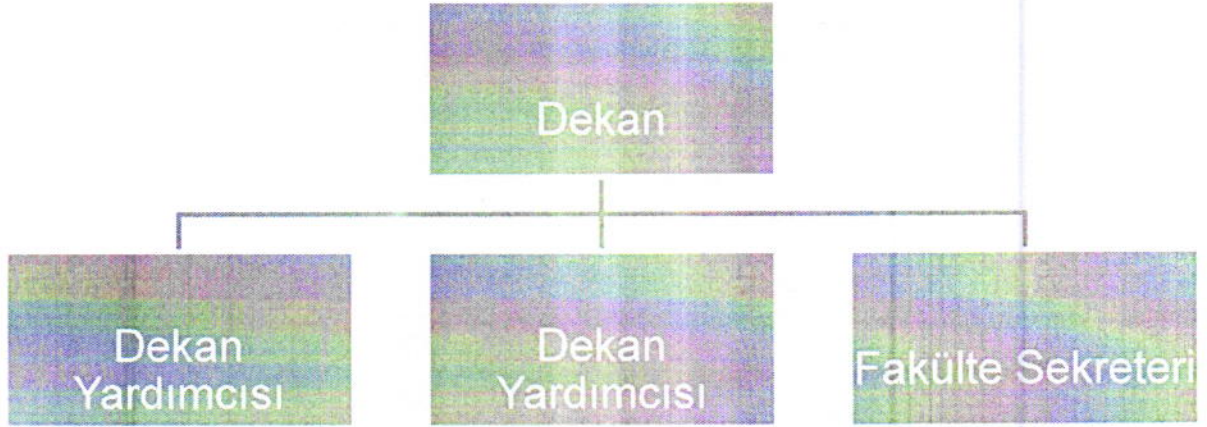 Dekan
Dekan
Yardımcısı
Dekan
Yardımcısı
Fakülte Sekreteri